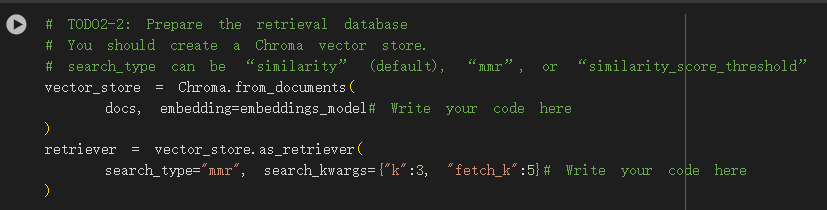 # TODO2-2: Prepare the retrieval database
# You should create a Chroma vector store.
# search_type can be “similarity” (default), “mmr”, or “similarity_score_threshold”
vector_store = Chroma.from_documents(
docs, embedding=embeddings_model# Write your code here
)
retriever = vector_store.as_retriever(
search_type="mmr", search_kwargs={"k":3, "fetch_k":5}# Write your code here
)